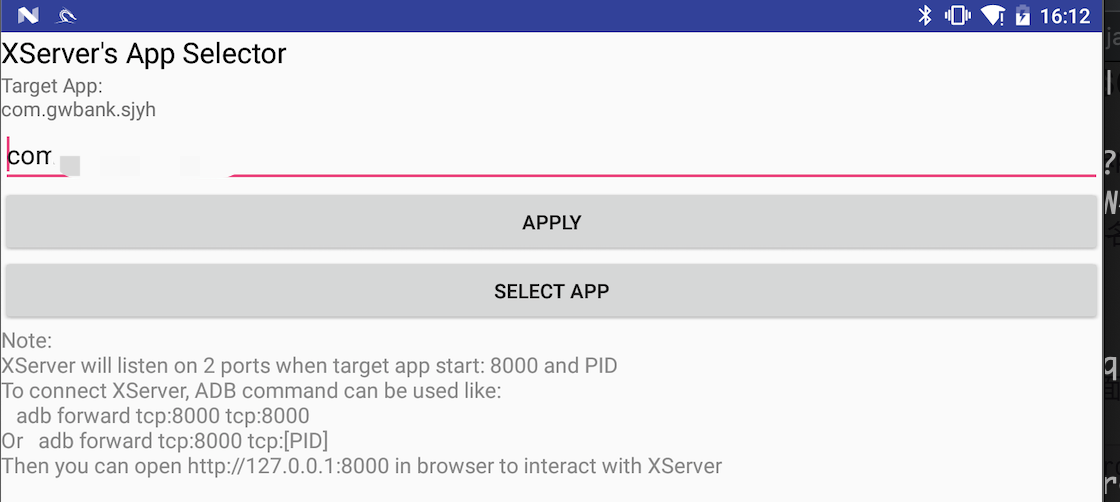 16:12
XServer's App Selector
Target App:
com.gwbank.sjyh
com
APPLY
SELECT APP
Note:
XServer will listen on 2 ports when target app start: 8000 and PID
To connect XServer, ADB command can be used like:
adb forward tcp:8000 tcp:8000
Or adb forward tcp:8000 tcp:[PID]
Then you can open http://127.0.0.1:8000 in browser to interact with XServer